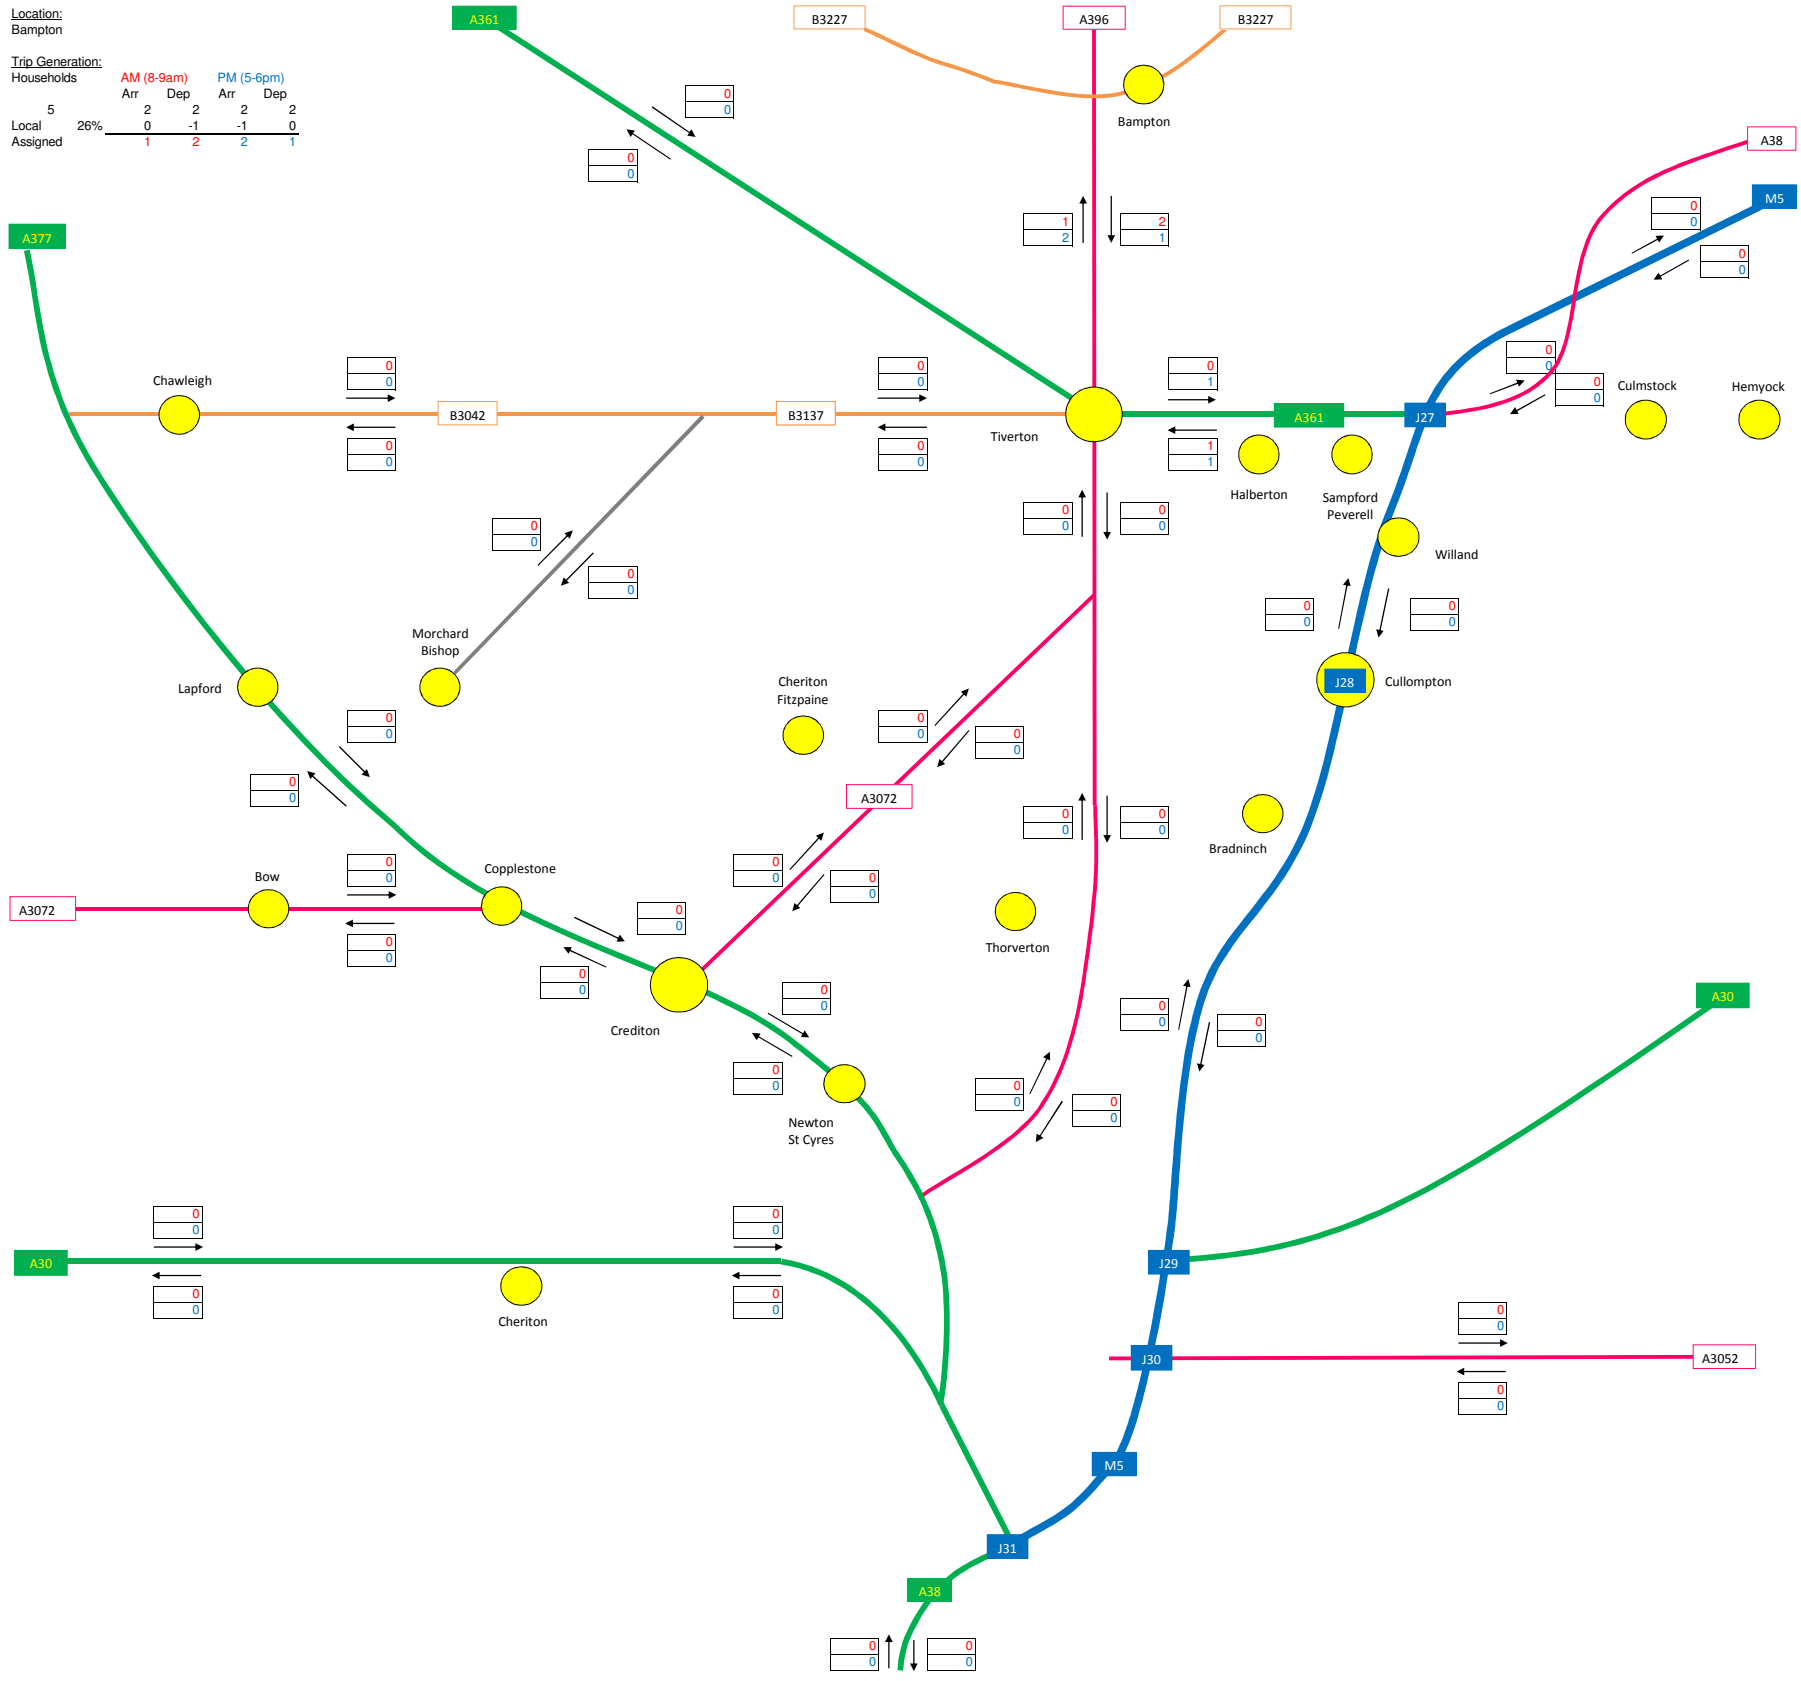 Location:
Bampton
Trip Generation:
Households AM (8-9am) PM (5-6pm)
Arr Dep Arr Dep
5 2 2 2 2
Local 26% 0 -1 -1 0
Assigned 1 2 2 1
A361
B3227
A396
B3227
Bampton
0
0
0
0
A38
M5
0
0
0
0
1
2
2
1
A377
Chawleigh
0
0
B3042
0
0
0
0
B3137
0
0
Tiverton
0
1
A361
1
1
J27
0
0
0
0
Culmstock
Hemyock
Halberton
Sampford
Peverell
Willand
0
0
0
0
0
0
0
0
Morchard
Bishop
Lapford
Cheriton
Fitzpaine
0
0
0
0
J28
Cullompton
0
0
0
0
0
0
0
0
A3072
0
0
0
0
Bradninch
0
0
0
0
Copplestone
Bow
0
0
A3072
0
0
0
0
0
0
Thorverton
Crediton
0
0
0
0
0
0
0
0
A30
Newton
St Cyres
0
0
0
0
0
0
0
0
A30
0
0
0
0
Cheriton
J29
0
0
J30
A3052
0
0
M5
J31
A38
0
0
0
0